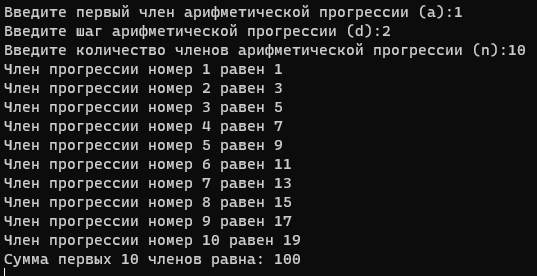 Введите первый член арифметической прогрессии (a):1
Введите шаг арифметической прогрессии (d):2
Введите количество членов арифметической прогрессии (n):10
Член прогрессии номер 1 равен 1
Член прогрессии номер 2 равен 3
Член прогрессии номер 3 равен 5
Член прогрессии номер 4 равен 7
Член прогрессии номер 5 равен 9
Член прогрессии номер 6 равен 11
Член прогрессии номер 7 равен 13
Член прогрессии номер 8 равен 15
Член прогрессии номер 9 равен 17
Член прогрессии номер 10 равен 19
Сумма первых 10 членов равна: 100